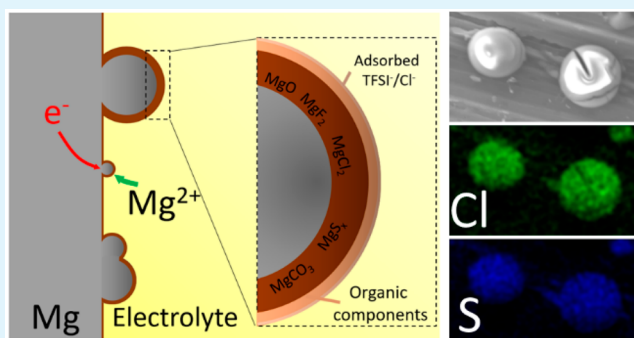 e⁻
Mg²⁺
Mg
Electrolyte
Adsorbed
TFSI⁻/Cl⁻
MgO
MgF₂
MgCl₂
MgSₓ
MgCO₃
Organic
components
Cl
S